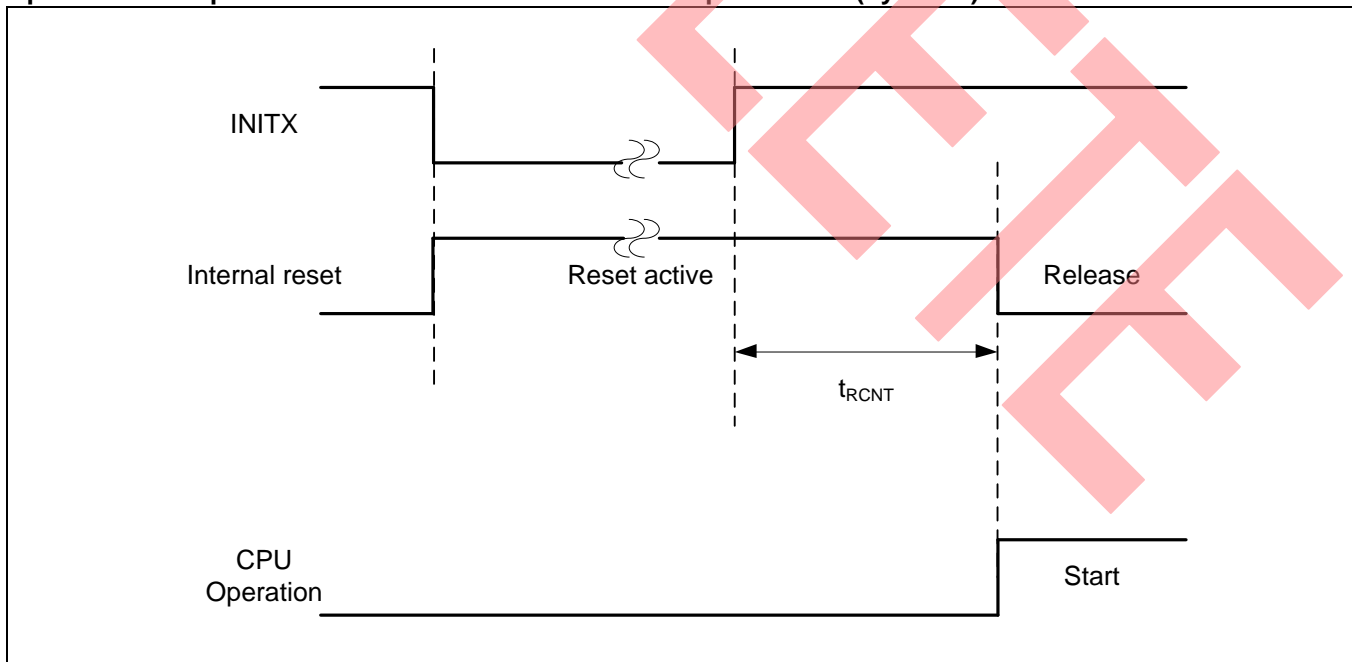 INITX
Internal reset
Reset active
Release
tRCNT
CPU
Operation
Start